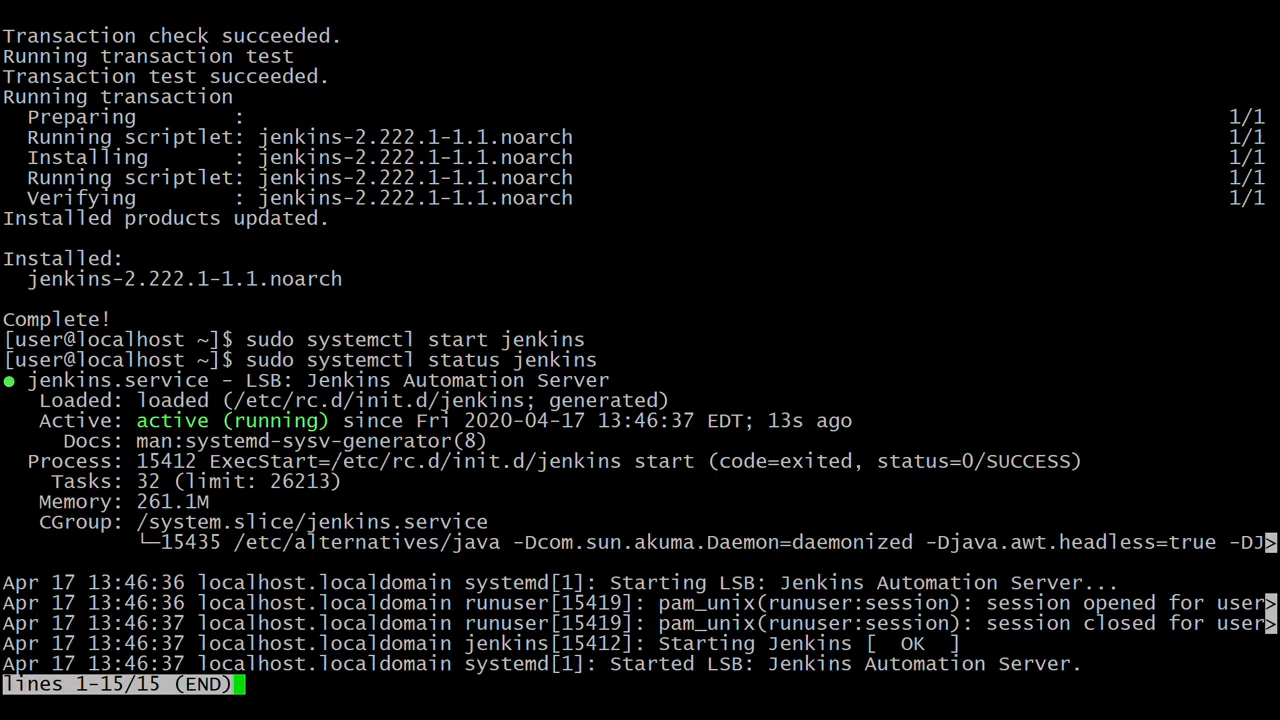 Transaction check succeeded.
Running transaction test
Transaction test succeeded.
Running transaction
  Preparing        :                                                                                 1/1
  Running scriptlet: jenkins-2.222.1-1.1.noarch                                                      1/1
  Installing       : jenkins-2.222.1-1.1.noarch                                                      1/1
  Running scriptlet: jenkins-2.222.1-1.1.noarch                                                      1/1
  Verifying        : jenkins-2.222.1-1.1.noarch                                                      1/1
Installed products updated.

Installed:
  jenkins-2.222.1-1.1.noarch

Complete!
[user@localhost ~]$ sudo systemctl start jenkins
[user@localhost ~]$ sudo systemctl status jenkins
● jenkins.service - LSB: Jenkins Automation Server
   Loaded: loaded (/etc/rc.d/init.d/jenkins; generated)
   Active: active (running) since Fri 2020-04-17 13:46:37 EDT; 13s ago
     Docs: man:systemd-sysv-generator(8)
  Process: 15412 ExecStart=/etc/rc.d/init.d/jenkins start (code=exited, status=0/SUCCESS)
    Tasks: 32 (limit: 26213)
   Memory: 261.1M
   CGroup: /system.slice/jenkins.service
           └─15435 /etc/alternatives/java -Dcom.sun.akuma.Daemon=daemonized -Djava.awt.headless=true -DJ>

Apr 17 13:46:36 localhost.localdomain systemd[1]: Starting LSB: Jenkins Automation Server...
Apr 17 13:46:36 localhost.localdomain runuser[15419]: pam_unix(runuser:session): session opened for user>
Apr 17 13:46:37 localhost.localdomain runuser[15419]: pam_unix(runuser:session): session closed for user>
Apr 17 13:46:37 localhost.localdomain jenkins[15412]: Starting Jenkins [  OK  ]
Apr 17 13:46:37 localhost.localdomain systemd[1]: Started LSB: Jenkins Automation Server.
lines 1-15/15 (END)